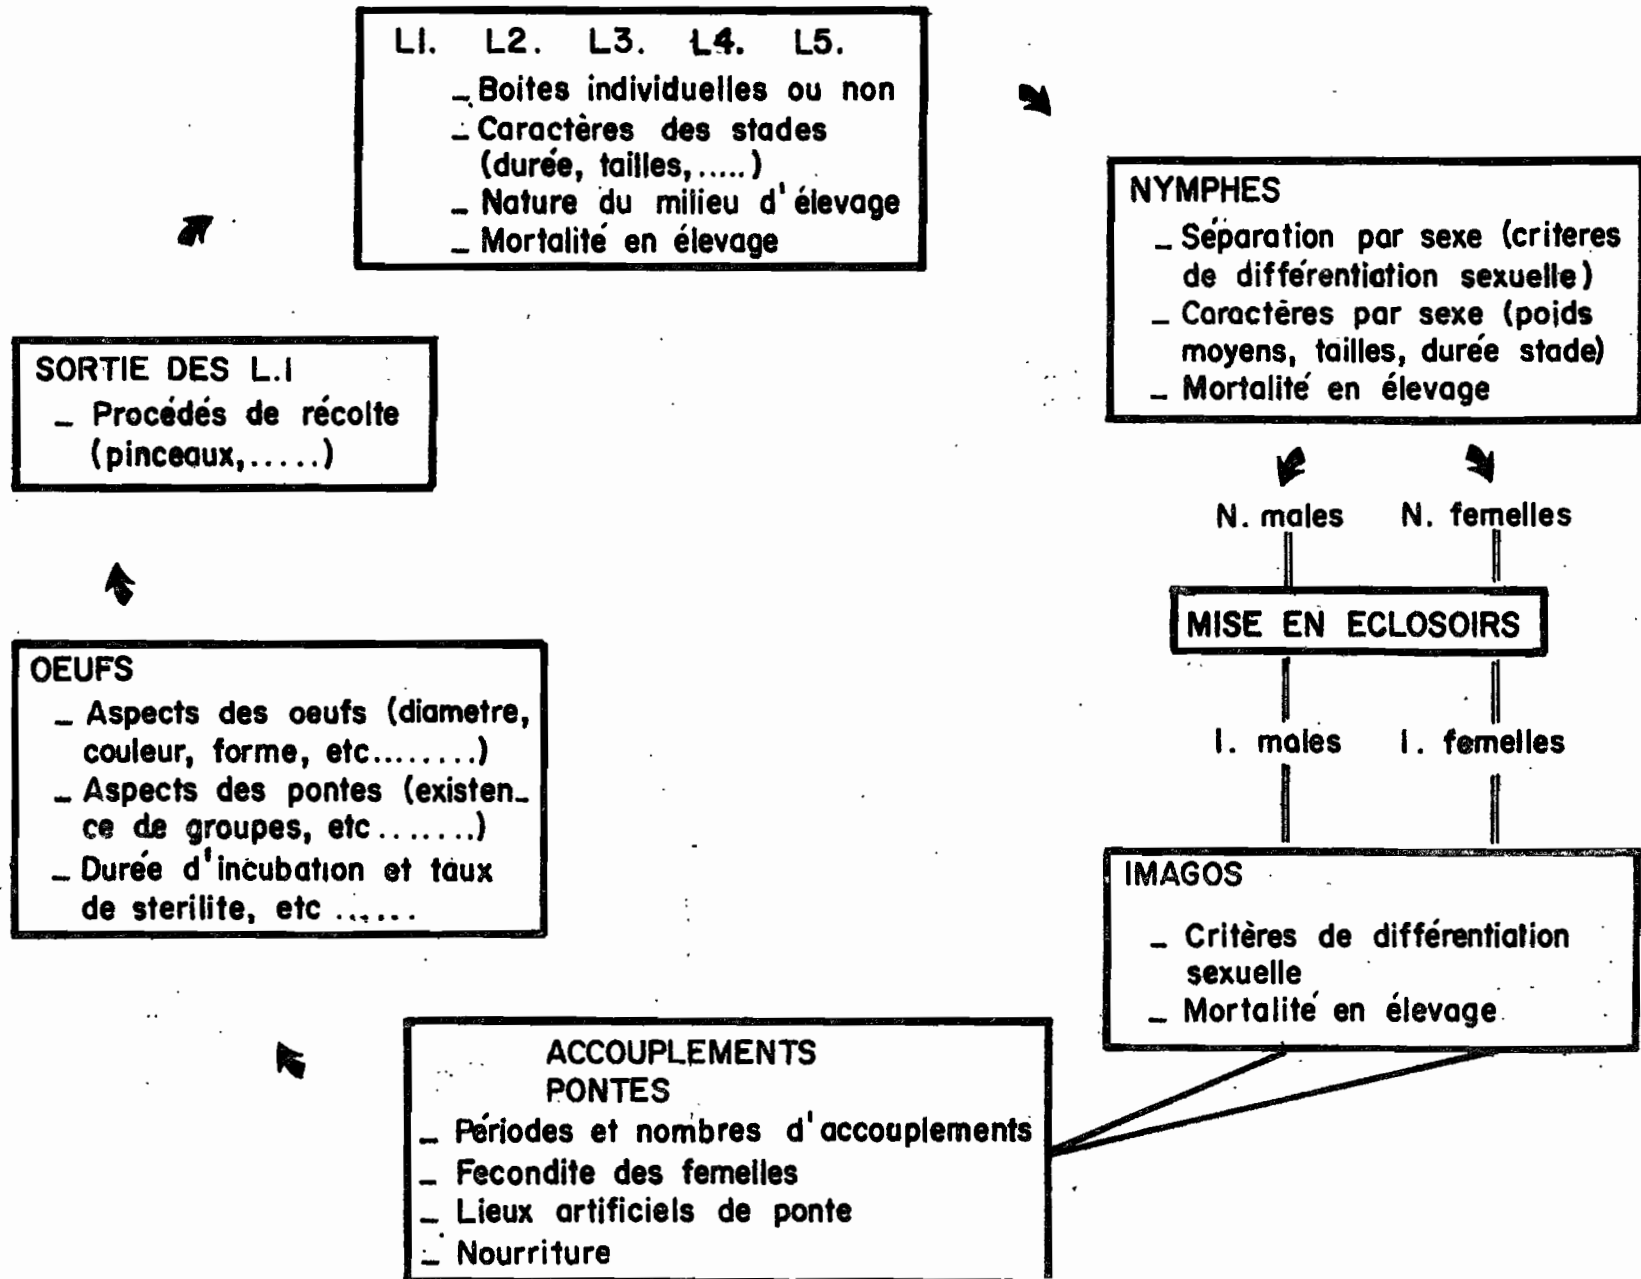 L1. L2. L3. L4. L5.
_ Boites individuelles ou non
_ Caractères des stades
(durée, tailles,.....)
_ Nature du milieu d'élevage
_ Mortalité en élevage
NYMPHES
_ Séparation par sexe (criteres
de différentiation sexuelle)
_ Caractères par sexe (poids
moyens, tailles, durée stade)
_ Mortalité en élevage
SORTIE DES L.1
_ Procédés de récolte
(pinceaux,.....)
N. males N. femelles
MISE EN ECLOSOIRS
I. males I. femelles
OEUFS
_ Aspects des oeufs (diametre,
couleur, forme, etc........)
_ Aspects des pontes (existen_
ce de groupes, etc.......)
_ Durée d'incubation et taux
de sterilite, etc ......
IMAGOS
_ Critères de différentiation
sexuelle
_ Mortalité en élevage
ACCOUPLEMENTS
PONTES
_ Périodes et nombres d'accouplements
_ Fecondite des femelles
_ Lieux artificiels de ponte
_ Nourriture